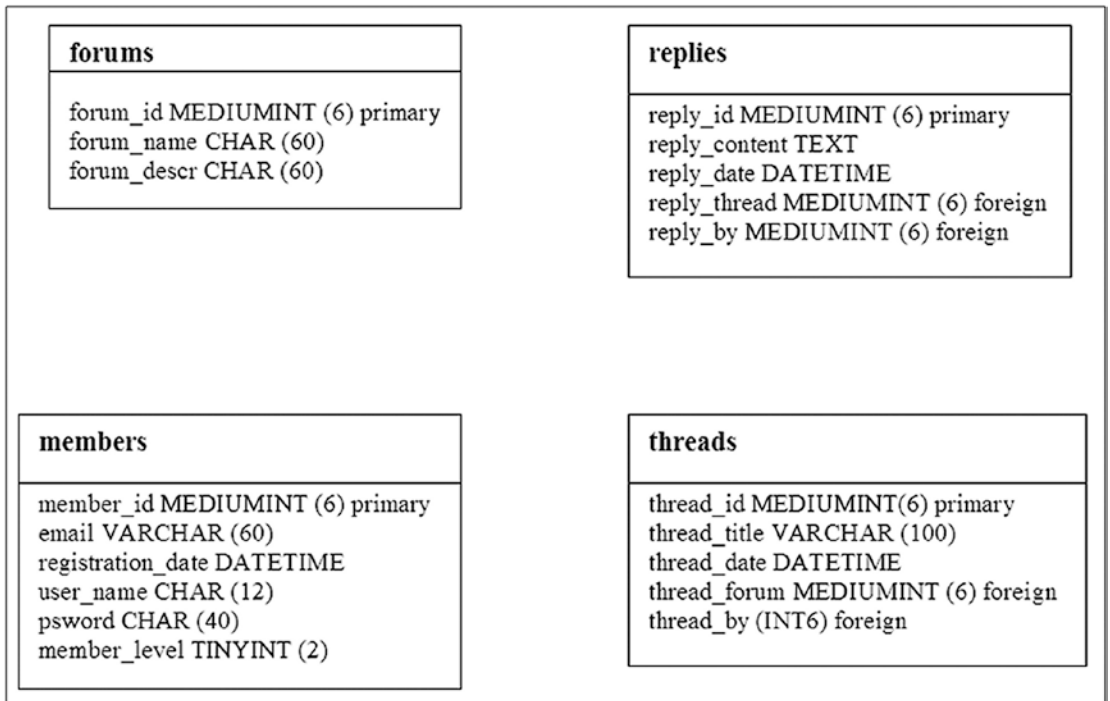 forums
forum_id MEDIUMINT (6) primary
forum_name CHAR (60)
forum_descr CHAR (60)
replies
reply_id MEDIUMINT (6) primary
reply_content TEXT
reply_date DATETIME
reply_thread MEDIUMINT (6) foreign
reply_by MEDIUMINT (6) foreign
members
member_id MEDIUMINT (6) primary
email VARCHAR (60)
registration_date DATETIME
user_name CHAR (12)
psword CHAR (40)
member_level TINYINT (2)
threads
thread_id MEDIUMINT(6) primary
thread_title VARCHAR (100)
thread_date DATETIME
thread_forum MEDIUMINT (6) foreign
thread_by (INT6) foreign